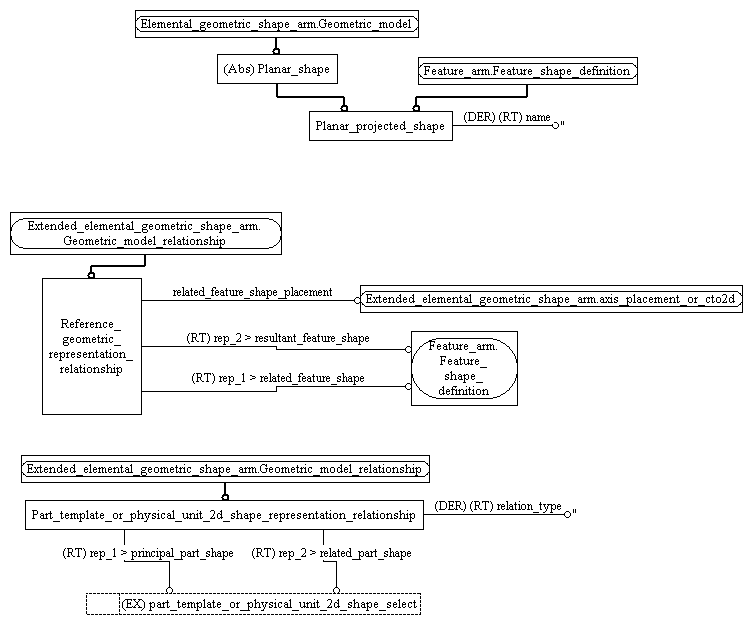 Elemental_geometric_shape_arm.Geometric_model
(Abs) Planar_shape
Feature_arm.Feature_shape_definition
Planar_projected_shape
(DER) (RT) name
''
Extended_elemental_geometric_shape_arm.
Geometric_model_relationship
Reference_
geometric_
representation_
relationship
related_feature_shape_placement
Extended_elemental_geometric_shape_arm.axis_placement_or_cto2d
(RT) rep_2 > resultant_feature_shape
(RT) rep_1 > related_feature_shape
Feature_arm.
Feature_
shape_
definition
Extended_elemental_geometric_shape_arm.Geometric_model_relationship
Part_template_or_physical_unit_2d_shape_representation_relationship
(DER) (RT) relation_type
''
(RT) rep_1 > principal_part_shape
(RT) rep_2 > related_part_shape
(EX) part_template_or_physical_unit_2d_shape_select